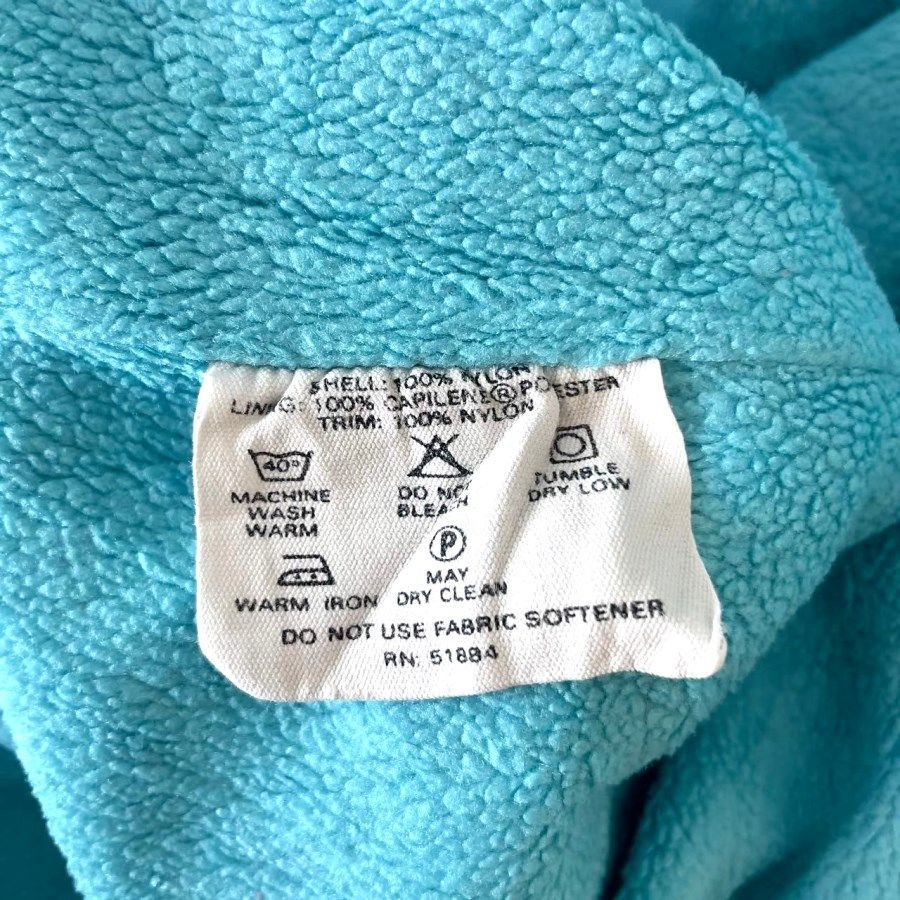 SHELL: 100% NYLON
LINING: 100% CAPILENE® POLYESTER
TRIM: 100% NYLON
40°
MACHINE WASH WARM
DO NOT BLEACH
TUMBLE DRY LOW
WARM IRON
P
MAY DRY CLEAN
DO NOT USE FABRIC SOFTENER
RN: 51884